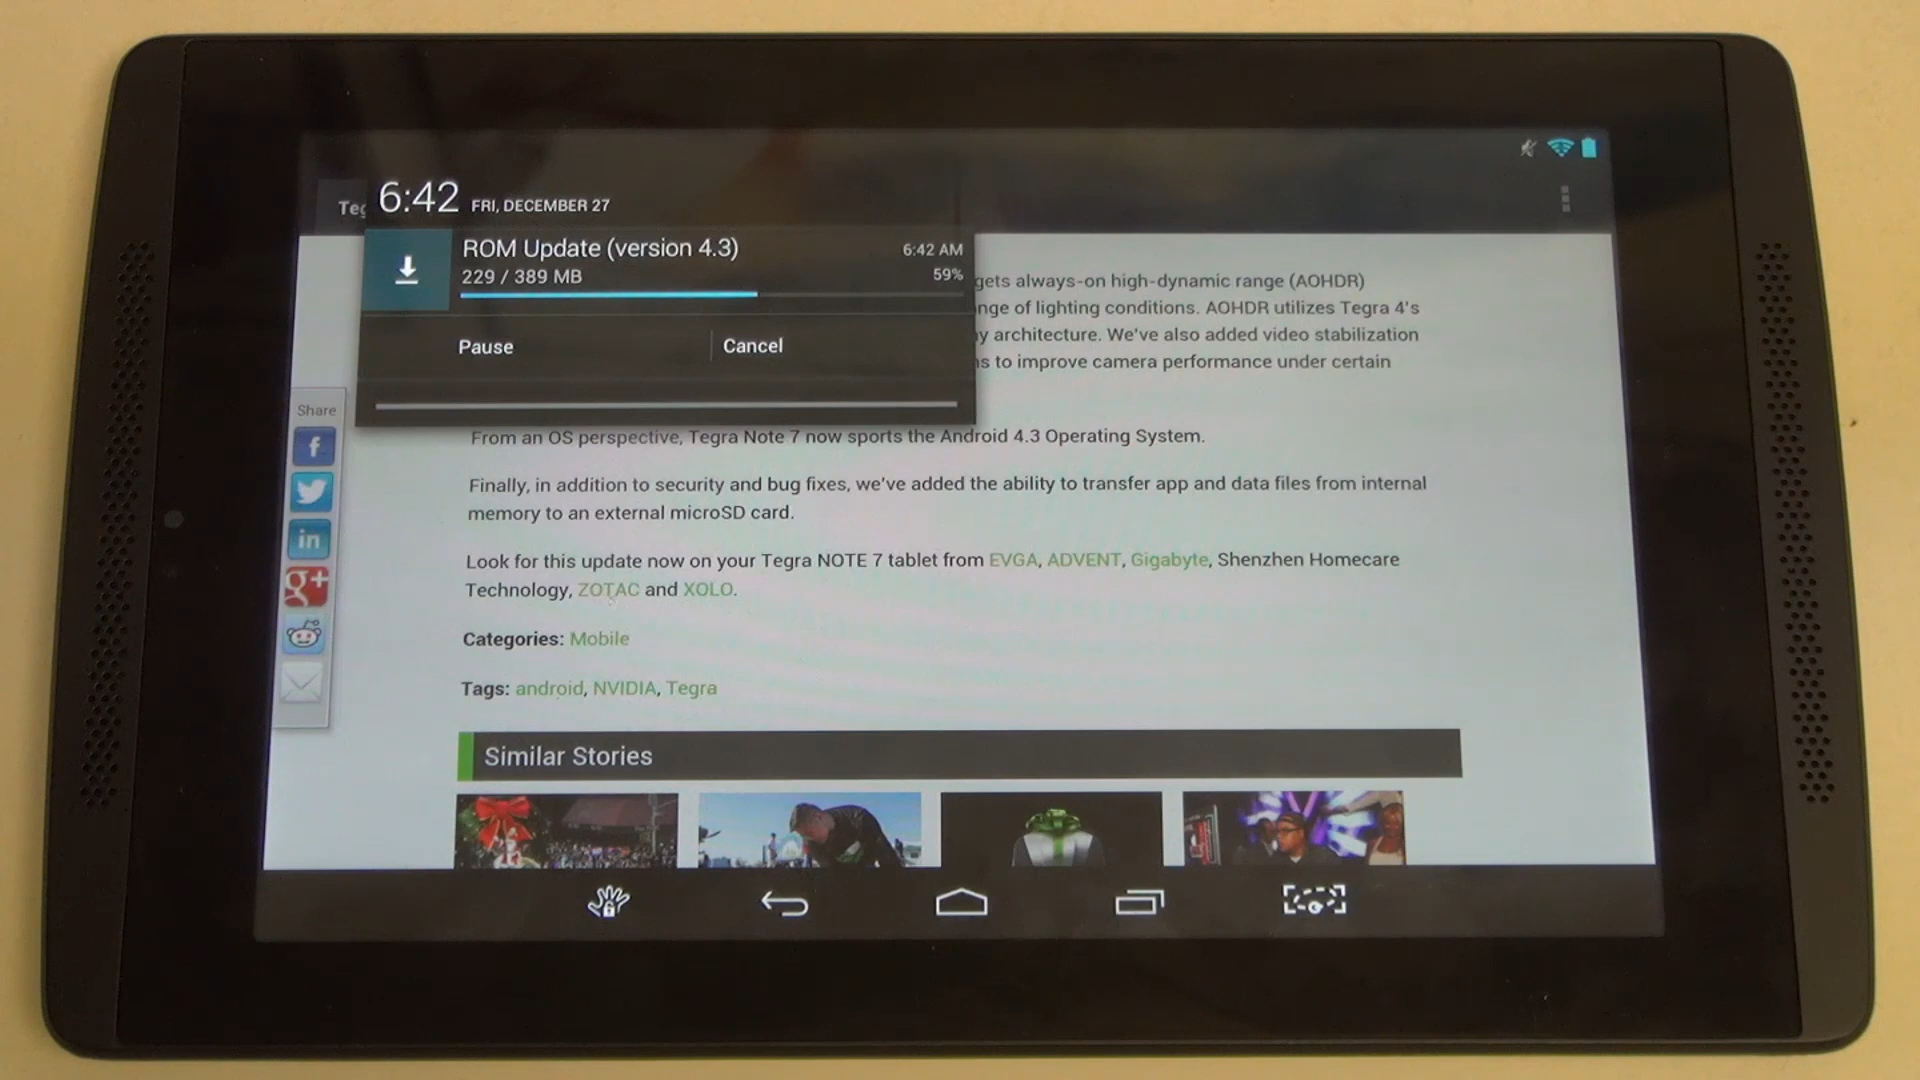 Teg
6:42 FRI, DECEMBER 27
ROM Update (version 4.3)
6:42 AM
229 / 389 MB
59%
Pause
Cancel
gets always-on high-dynamic range (AOHDR)
nge of lighting conditions. AOHDR utilizes Tegra 4's
y architecture. We've also added video stabilization
s to improve camera performance under certain
Share
f
From an OS perspective, Tegra Note 7 now sports the Android 4.3 Operating System.
Finally, in addition to security and bug fixes, we've added the ability to transfer app and data files from internal
memory to an external microSD card.
in
g+
Look for this update now on your Tegra NOTE 7 tablet from EVGA, ADVENT, Gigabyte, Shenzhen Homecare
Technology, ZOTAC and XOLO.
Categories: Mobile
Tags: android, NVIDIA, Tegra
Similar Stories